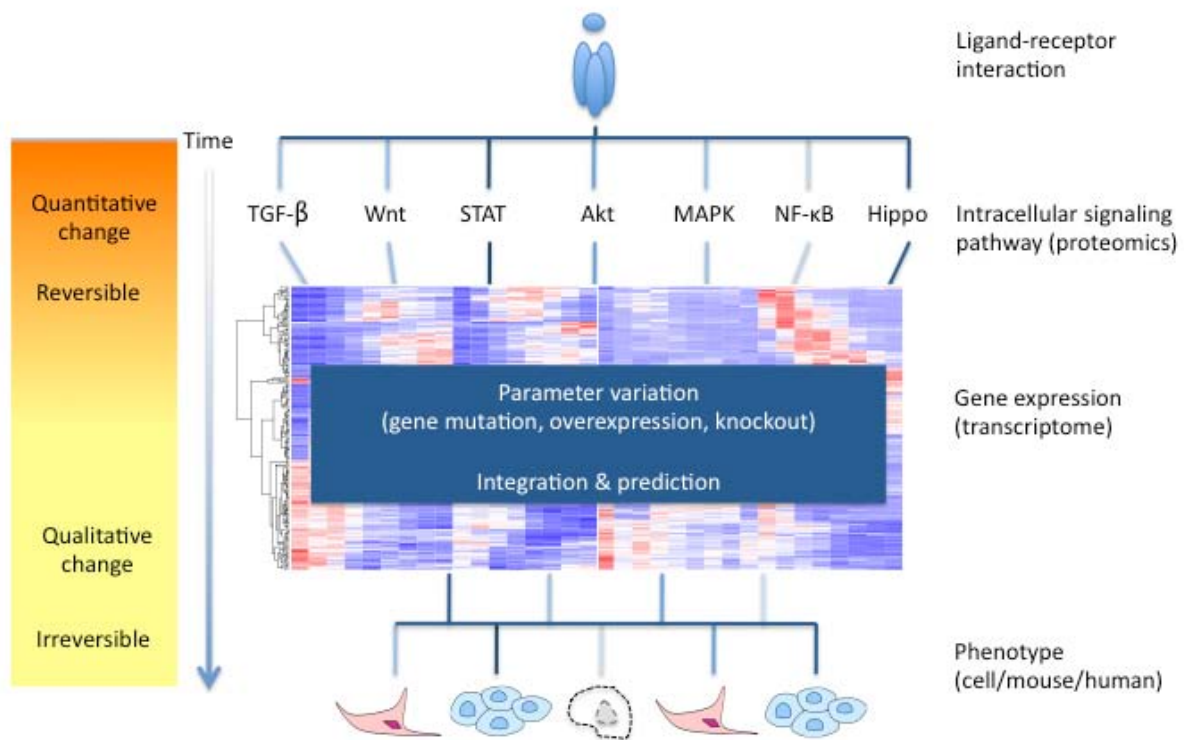 Ligand-receptor
interaction
Time
Quantitative
change
Reversible
TGF-β Wnt STAT Akt MAPK NF-κB Hippo
Intracellular signaling
pathway (proteomics)
Parameter variation
(gene mutation, overexpression, knockout)
Integration & prediction
Gene expression
(transcriptome)
Qualitative
change
Irreversible
Phenotype
(cell/mouse/human)